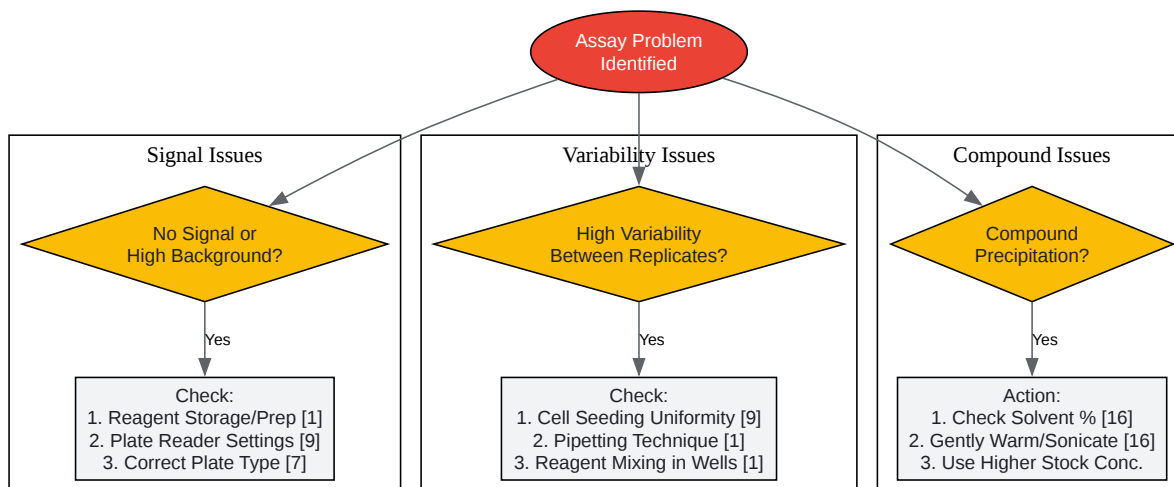 Assay Problem
Identified
Signal Issues
No Signal or
High Background?
Yes
Check:
1. Reagent Storage/Prep [1]
2. Plate Reader Settings [9]
3. Correct Plate Type [7]
Variability Issues
High Variability
Between Replicates?
Yes
Check:
1. Cell Seeding Uniformity [9]
2. Pipetting Technique [1]
3. Reagent Mixing in Wells [1]
Compound Issues
Compound
Precipitation?
Yes
Action:
1. Check Solvent % [16]
2. Gently Warm/Sonicate [16]
3. Use Higher Stock Conc.